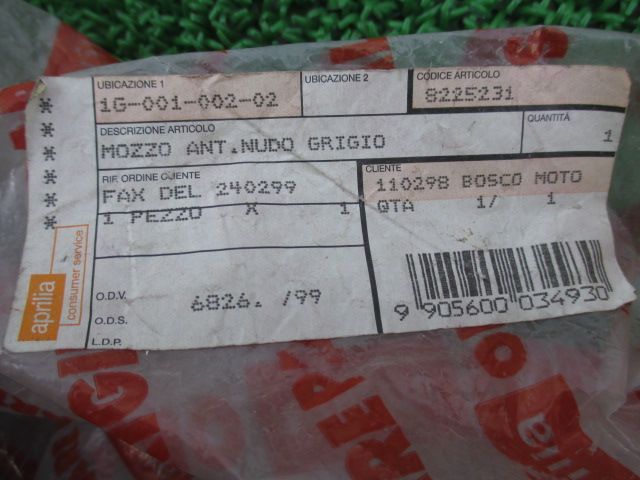 UBICAZIONE 1
1G-001-002-02
UBICAZIONE 2
CODICE ARTICOLO
8225231
DESCRIZIONE ARTICOLO
MOZZO ANT.NUDO GRIGIO
QUANTITÀ
1
RIF. ORDINE CLIENTE
FAX DEL 240299
1 PEZZO X 1
CLIENTE
110298 BOSCO MOTO
QTA 1/ 1
O.D.V. 6826. /99
O.D.S.
L.D.P.
9 905600 034930
aprilia
consumer service
******